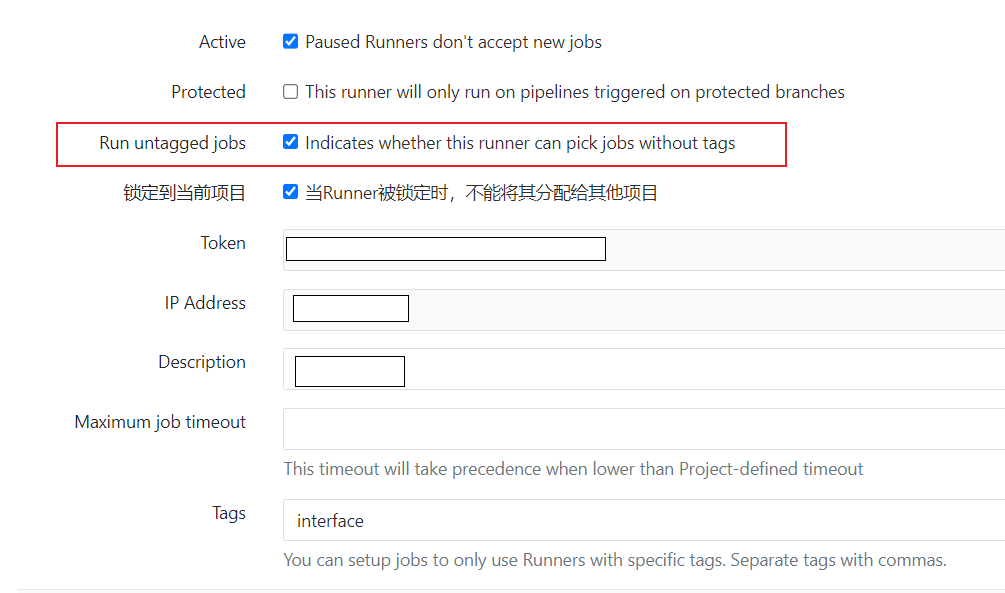 Active Paused Runners don't accept new jobs
Protected This runner will only run on pipelines triggered on protected branches
Run untagged jobs Indicates whether this runner can pick jobs without tags
锁定到当前项目 当Runner被锁定时，不能将其分配给其他项目
Token
IP Address
Description
Maximum job timeout
This timeout will take precedence when lower than Project-defined timeout
Tags interface
You can setup jobs to only use Runners with specific tags. Separate tags with commas.